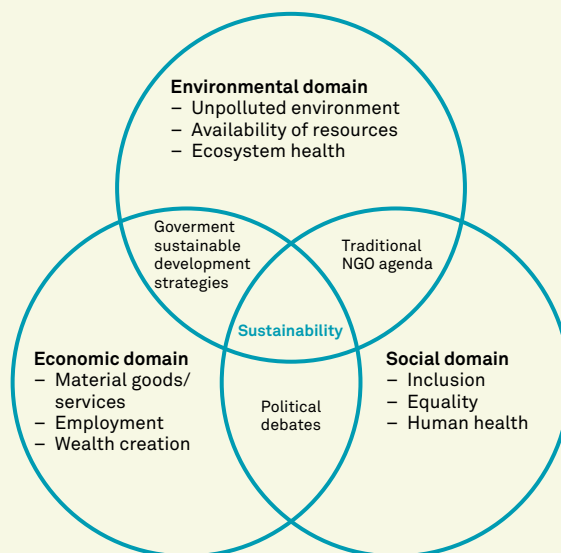 Environmental domain
– Unpolluted environment
– Availability of resources
– Ecosystem health
Goverment
sustainable
development
strategies
Traditional
NGO agenda
Sustainability
Economic domain
– Material goods/
services
– Employment
– Wealth creation
Political
debates
Social domain
– Inclusion
– Equality
– Human health